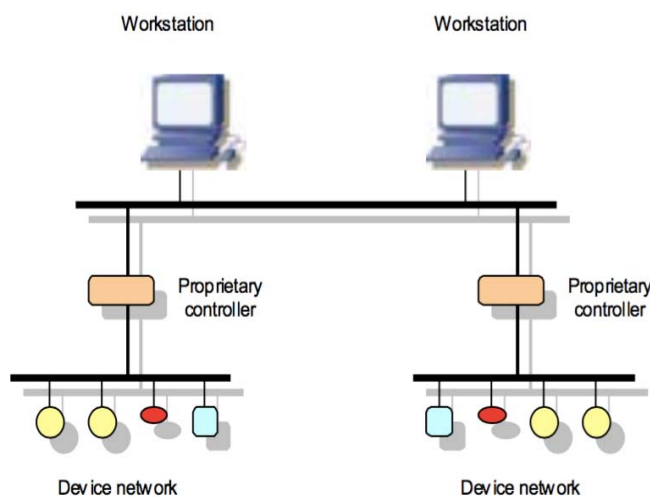 Workstation
Workstation
Proprietary
controller
Proprietary
controller
Device network
Device network